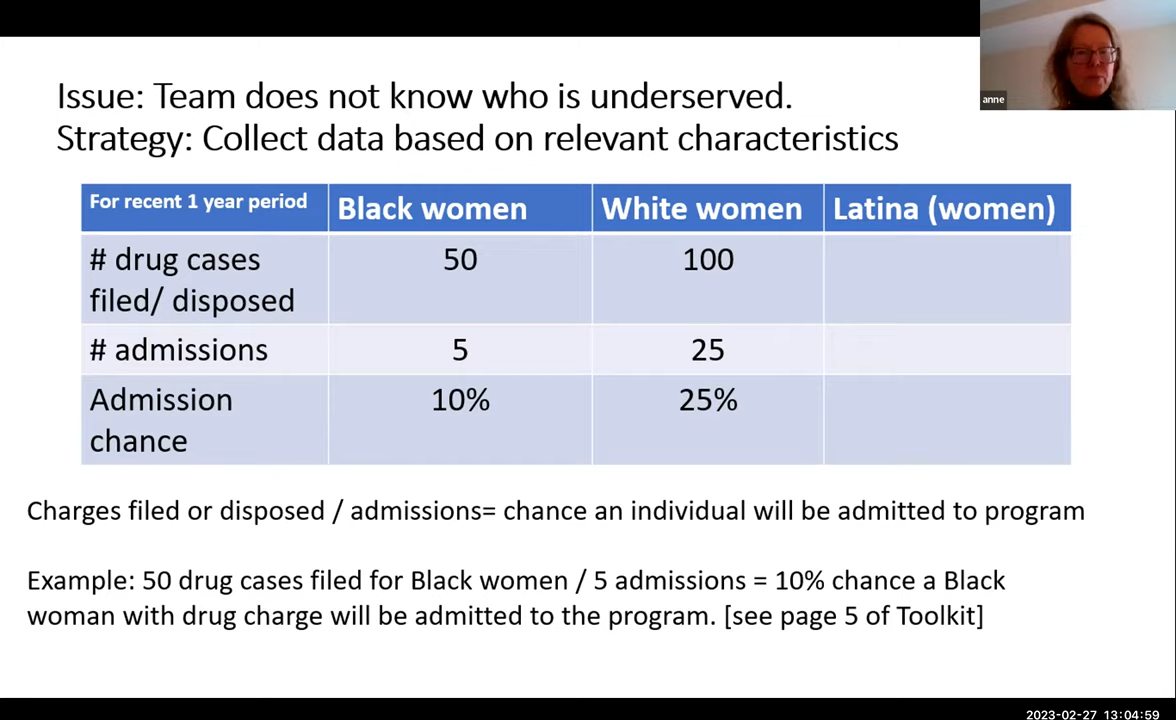 anne
Issue: Team does not know who is underserved.
Strategy: Collect data based on relevant characteristics
For recent 1 year period Black women White women Latina (women)
# drug cases 50 100
filed/ disposed
# admissions 5 25
Admission 10% 25%
chance
Charges filed or disposed / admissions= chance an individual will be admitted to program
Example: 50 drug cases filed for Black women / 5 admissions = 10% chance a Black
woman with drug charge will be admitted to the program. [see page 5 of Toolkit]
2023-02-27 13:04:59